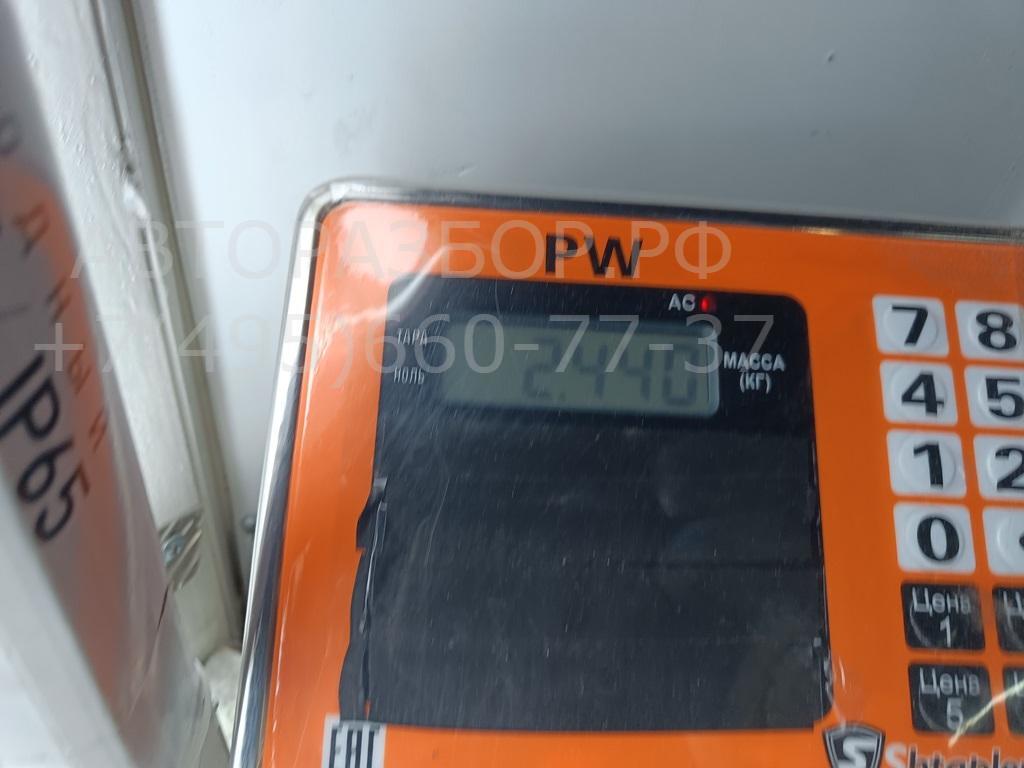 АВТОРАЗБОР.РФ
+7(495)660-77-37
PW
AC
ТАРА
НОЛЬ
2.440
МАССА
(КГ)
7 8
4 5
1 2
0
Цена
1
Цена
5
EAC
S
IP65